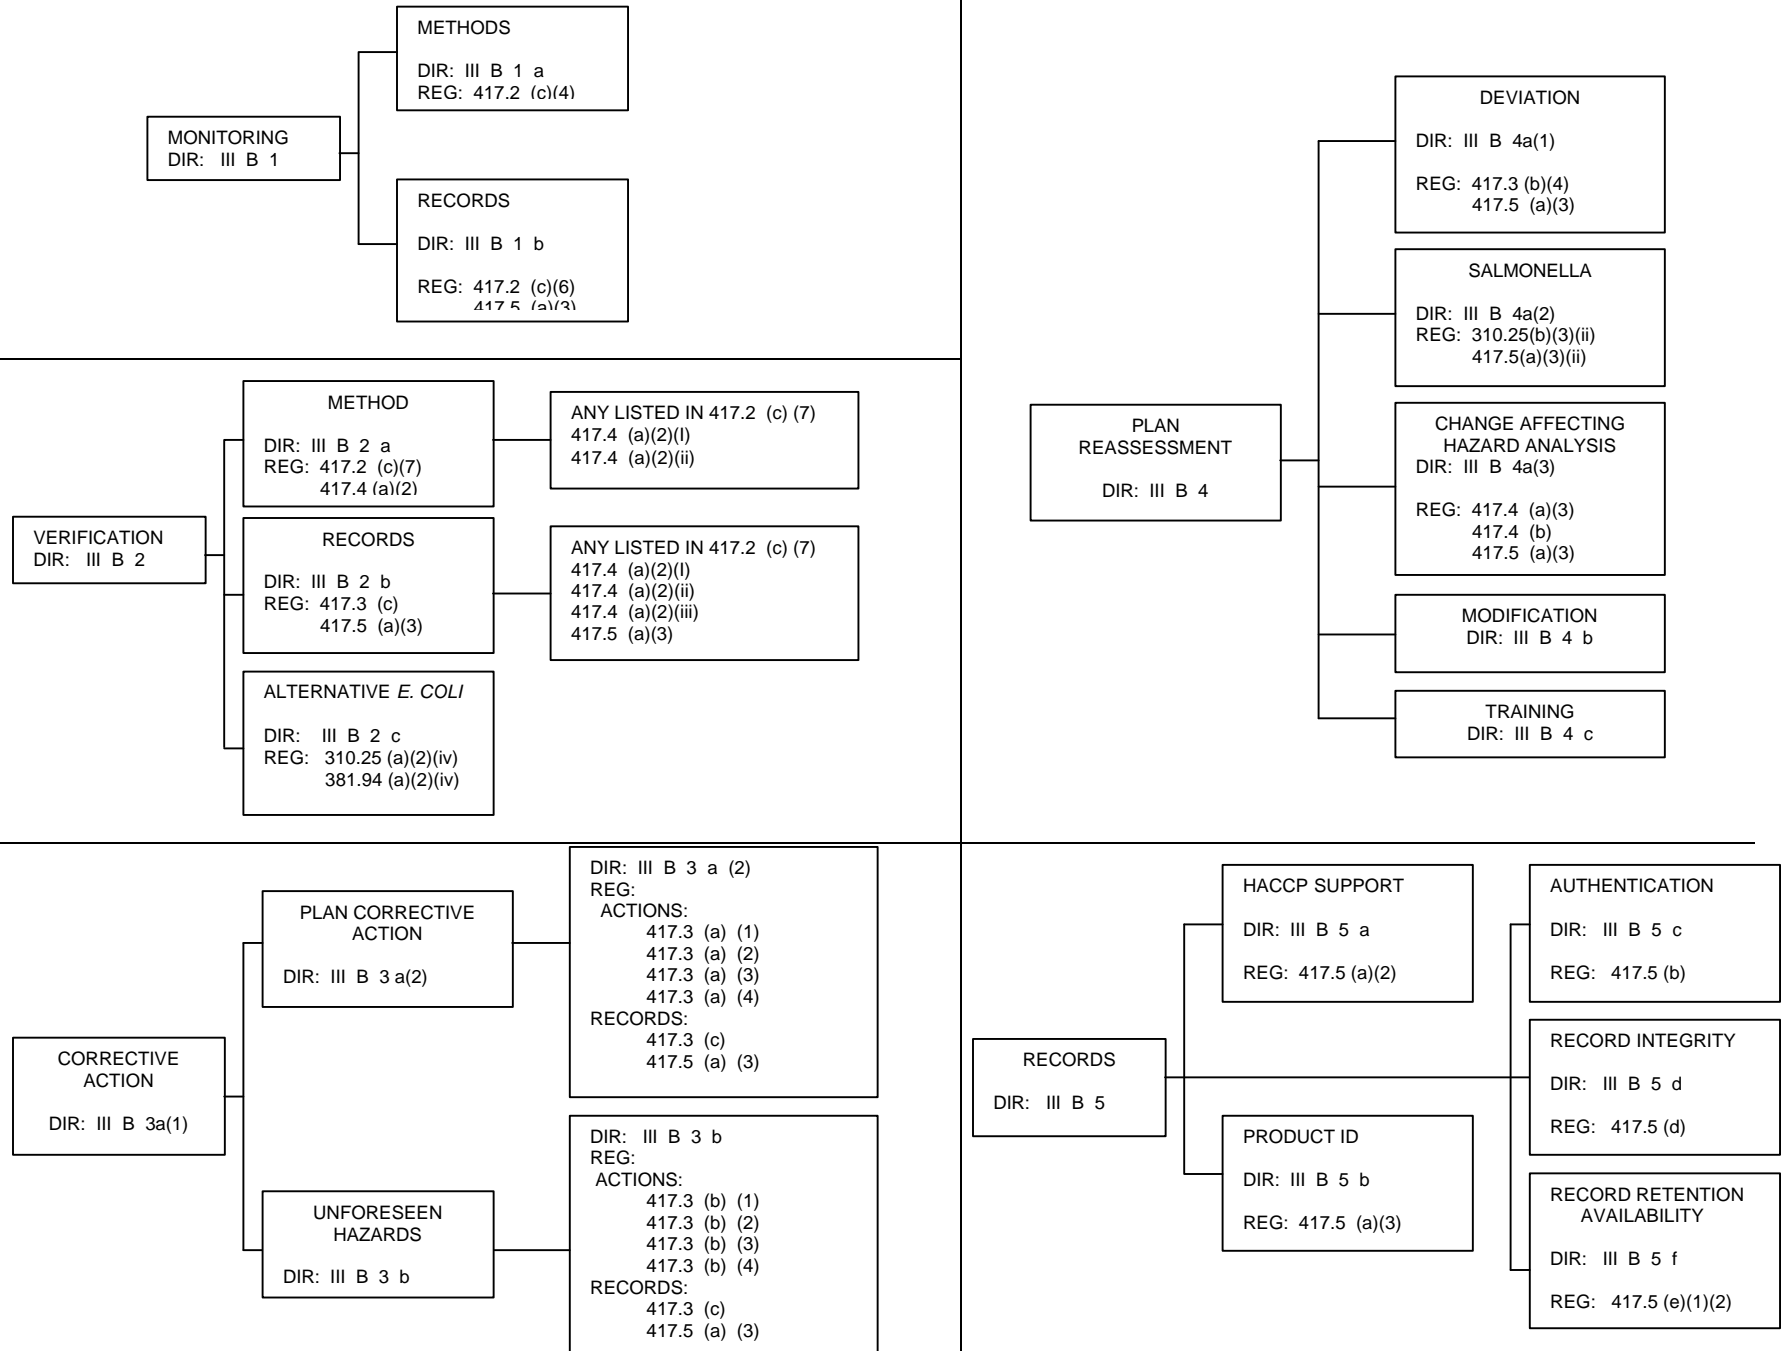 METHODS
DIR: III B 1 a
REG: 417.2 (c)(4)
MONITORING
DIR: III B 1
RECORDS
DIR: III B 1 b
REG: 417.2 (c)(6)
417.5 (a)(3)
METHOD
DIR: III B 2 a
REG: 417.2 (c)(7)
417.4 (a)(2)
ANY LISTED IN 417.2 (c) (7)
417.4 (a)(2)(I)
417.4 (a)(2)(ii)
VERIFICATION
DIR: III B 2
RECORDS
DIR: III B 2 b
REG: 417.3 (c)
417.5 (a)(3)
ANY LISTED IN 417.2 (c) (7)
417.4 (a)(2)(I)
417.4 (a)(2)(ii)
417.4 (a)(2)(iii)
417.5 (a)(3)
ALTERNATIVE E. COLI
DIR: III B 2 c
REG: 310.25 (a)(2)(iv)
381.94 (a)(2)(iv)
CORRECTIVE
ACTION
DIR: III B 3a(1)
PLAN CORRECTIVE
ACTION
DIR: III B 3 a(2)
DIR: III B 3 a (2)
REG:
ACTIONS:
417.3 (a) (1)
417.3 (a) (2)
417.3 (a) (3)
417.3 (a) (4)
RECORDS:
417.3 (c)
417.5 (a) (3)
UNFORESEEN
HAZARDS
DIR: III B 3 b
DIR: III B 3 b
REG:
ACTIONS:
417.3 (b) (1)
417.3 (b) (2)
417.3 (b) (3)
417.3 (b) (4)
RECORDS:
417.3 (c)
417.5 (a) (3)
PLAN
REASSESSMENT
DIR: III B 4
DEVIATION
DIR: III B 4a(1)
REG: 417.3 (b)(4)
417.5 (a)(3)
SALMONELLA
DIR: III B 4a(2)
REG: 310.25(b)(3)(ii)
417.5(a)(3)(ii)
CHANGE AFFECTING
HAZARD ANALYSIS
DIR: III B 4a(3)
REG: 417.4 (a)(3)
417.4 (b)
417.5 (a)(3)
MODIFICATION
DIR: III B 4 b
TRAINING
DIR: III B 4 c
RECORDS
DIR: III B 5
HACCP SUPPORT
DIR: III B 5 a
REG: 417.5 (a)(2)
PRODUCT ID
DIR: III B 5 b
REG: 417.5 (a)(3)
AUTHENTICATION
DIR: III B 5 c
REG: 417.5 (b)
RECORD INTEGRITY
DIR: III B 5 d
REG: 417.5 (d)
RECORD RETENTION
AVAILABILITY
DIR: III B 5 f
REG: 417.5 (e)(1)(2)